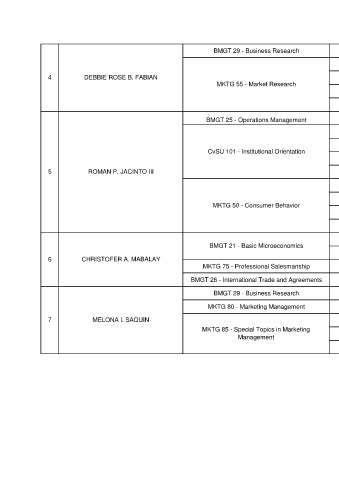 BMGT 29 - Business Research
4
DEBBIE ROSE B. FABIAN
MKTG 55 - Market Research
BMGT 25 - Operations Management
CvSU 101 - Institutional Orientation
5
ROMAN P. JACINTO III
MKTG 50 - Consumer Behavior
BMGT 21 - Basic Microeconomics
6
CHRISTOFER A. MABALAY
MKTG 75 - Professional Salesmanship
BMGT 26 - International Trade and Agreements
BMGT 29 - Business Research
MKTG 80 - Marketing Management
7
MELONA I. SAQUIN
MKTG 85 - Special Topics in Marketing
Management